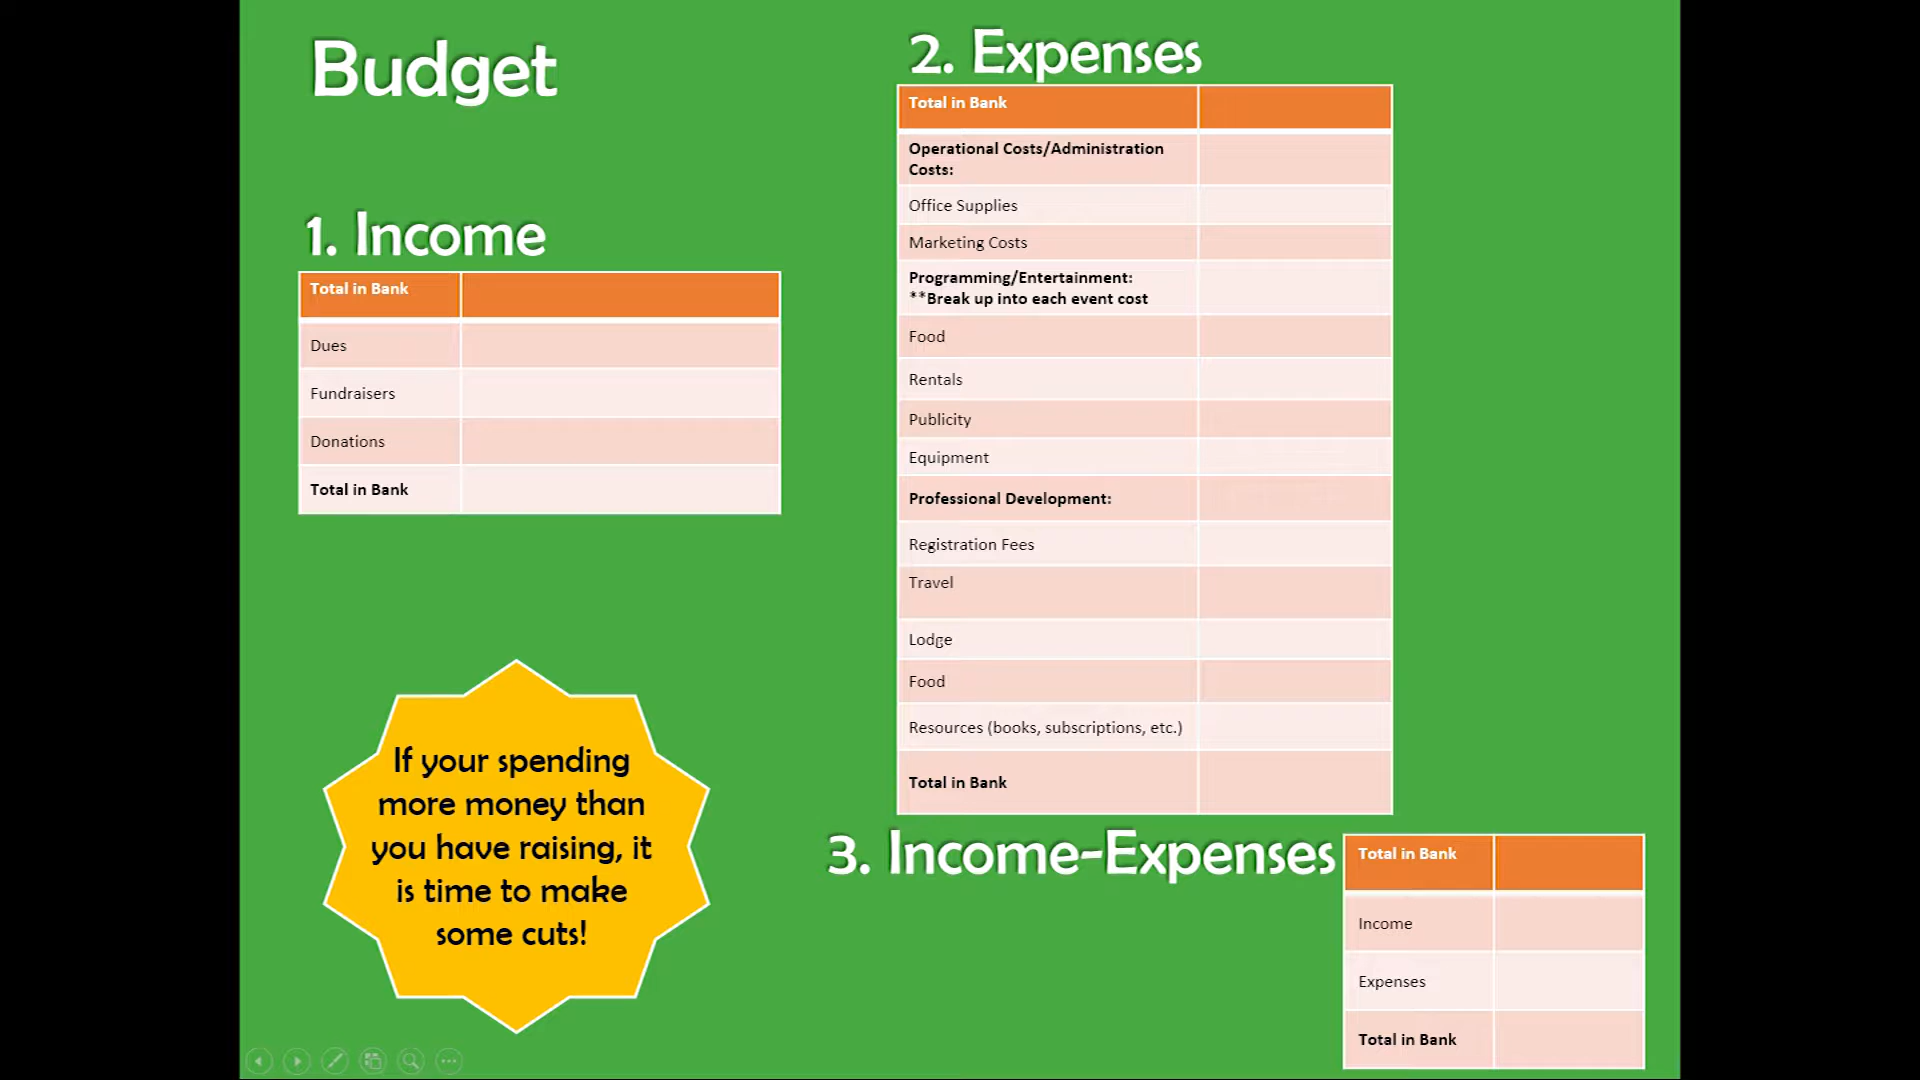 Budget
1. Income
Total in Bank
Dues
Fundraisers
Donations
Total in Bank
If your spending
more money than
you have raising, it
is time to make
some cuts!
2. Expenses
Total in Bank
Operational Costs/Administration
Costs:
Office Supplies
Marketing Costs
Programming/Entertainment:
**Break up into each event cost
Food
Rentals
Publicity
Equipment
Professional Development:
Registration Fees
Travel
Lodge
Food
Resources (books, subscriptions, etc.)
Total in Bank
3. Income-Expenses
Total in Bank
Income
Expenses
Total in Bank